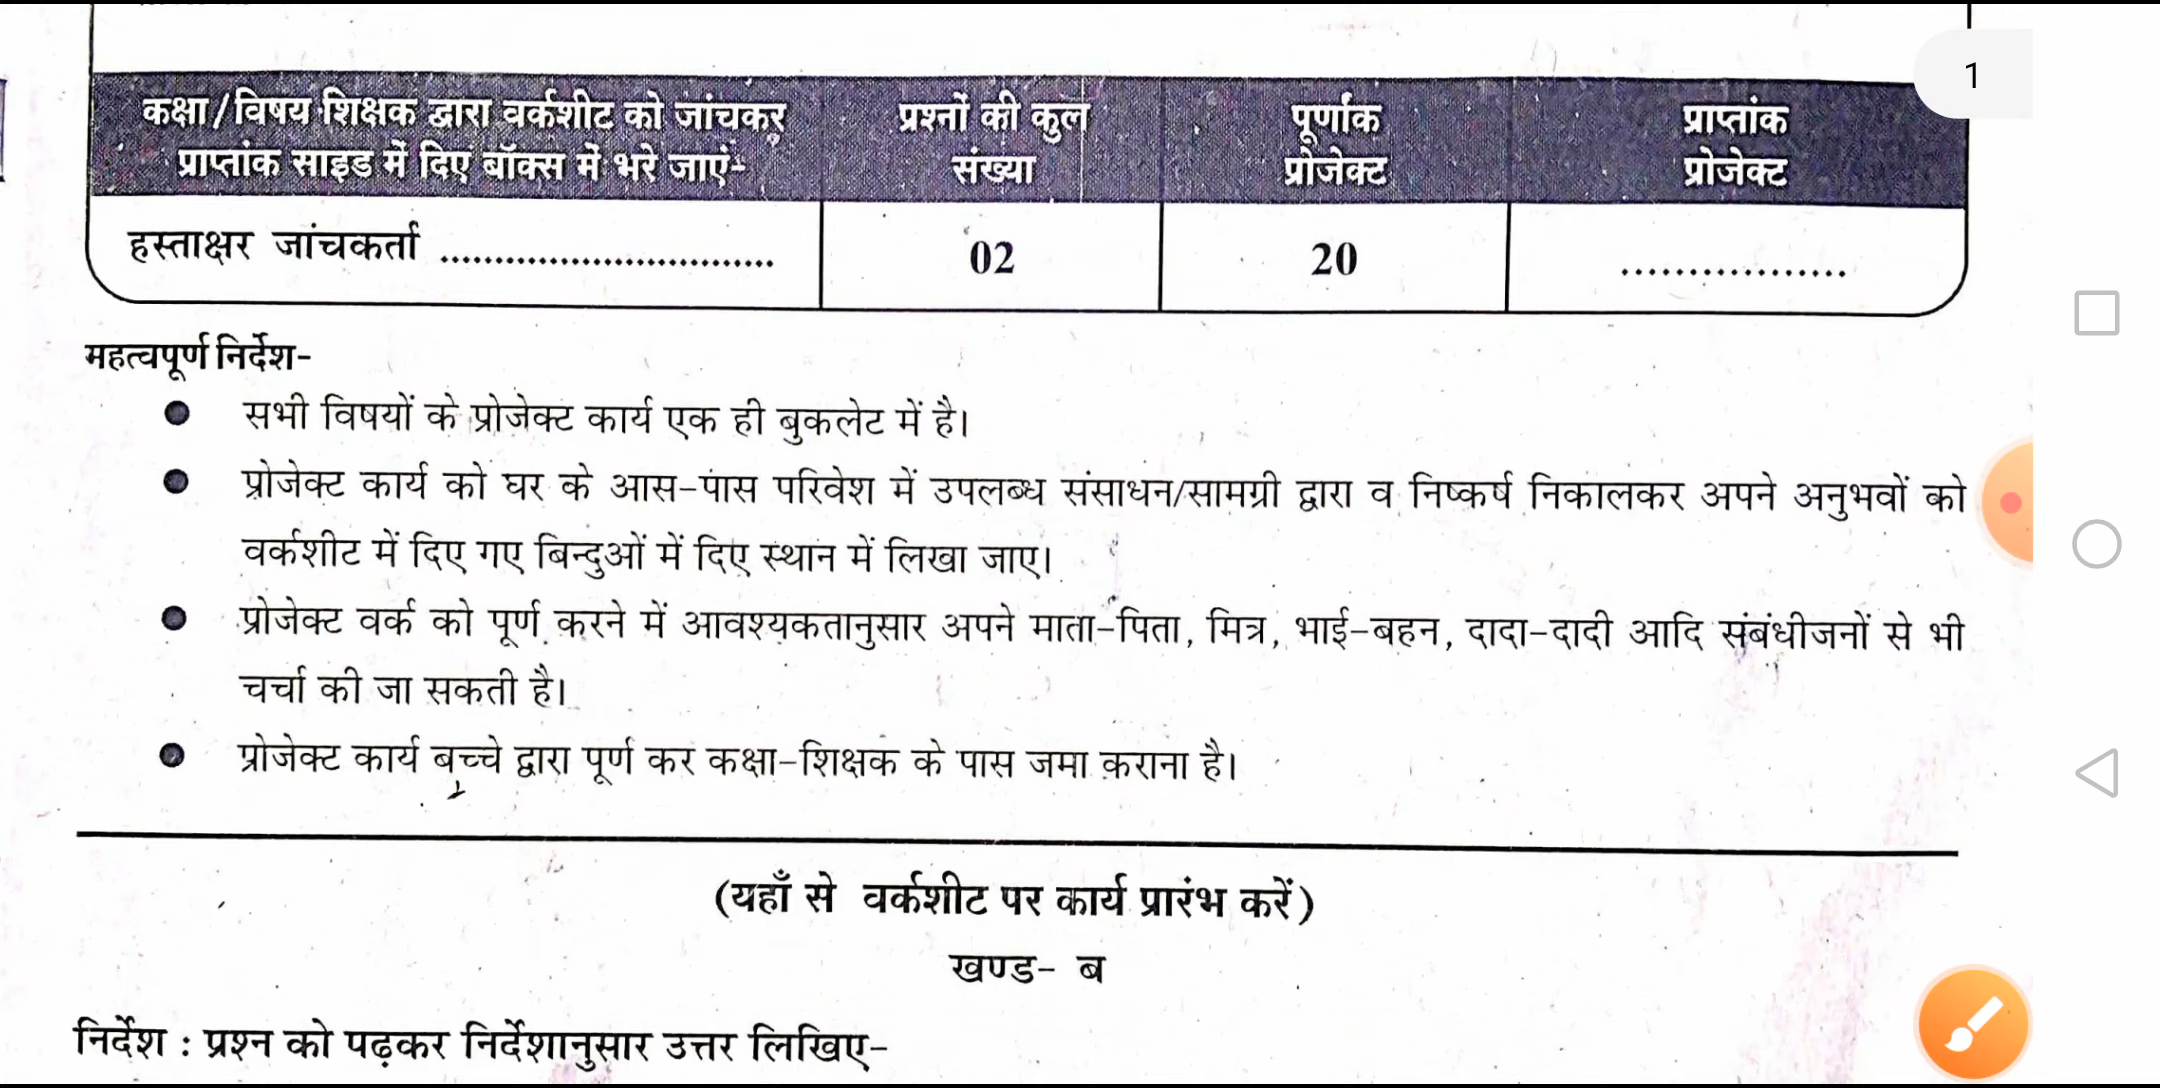 1
कक्षा/विषय शिक्षक द्वारा वर्कशीट को जांचकर
प्राप्तांक साइड में दिएं बॉक्स में भरे जाएं-
प्रश्नों की कुल
संख्या
पूर्णांक
प्रोजेक्ट
प्राप्तांक
प्रोजेक्ट
हस्ताक्षर जांचकर्ता ...............................
02
20
..................
महत्वपूर्ण निर्देश-
● सभी विषयों के प्रोजेक्ट कार्य एक ही बुकलेट में है।
● प्रोजेक्ट कार्य को घर के आस-पास परिवेश में उपलब्ध संसाधन/सामग्री द्वारा व निष्कर्ष निकालकर अपने अनुभवों को
वर्कशीट में दिए गए बिन्दुओं में दिए स्थान में लिखा जाए।
● प्रोजेक्ट वर्क को पूर्ण करने में आवश्यकतानुसार अपने माता-पिता, मित्र, भाई-बहन, दादा-दादी आदि संबंधीजनों से भी
चर्चा की जा सकती है।
● प्रोजेक्ट कार्य बच्चे द्वारा पूर्ण कर कक्षा-शिक्षक के पास जमा कराना है।
(यहाँ से वर्कशीट पर कार्य प्रारंभ करें)
खण्ड- ब
निर्देश : प्रश्न को पढ़कर निर्देशानुसार उत्तर लिखिए-